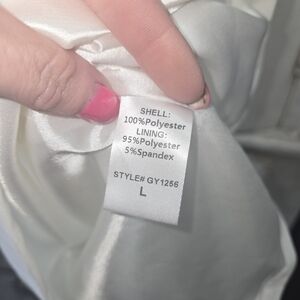 SHELL:
100%Polyester
LINING:
95%Polyester
5%Spandex
STYLE# GY1256
L